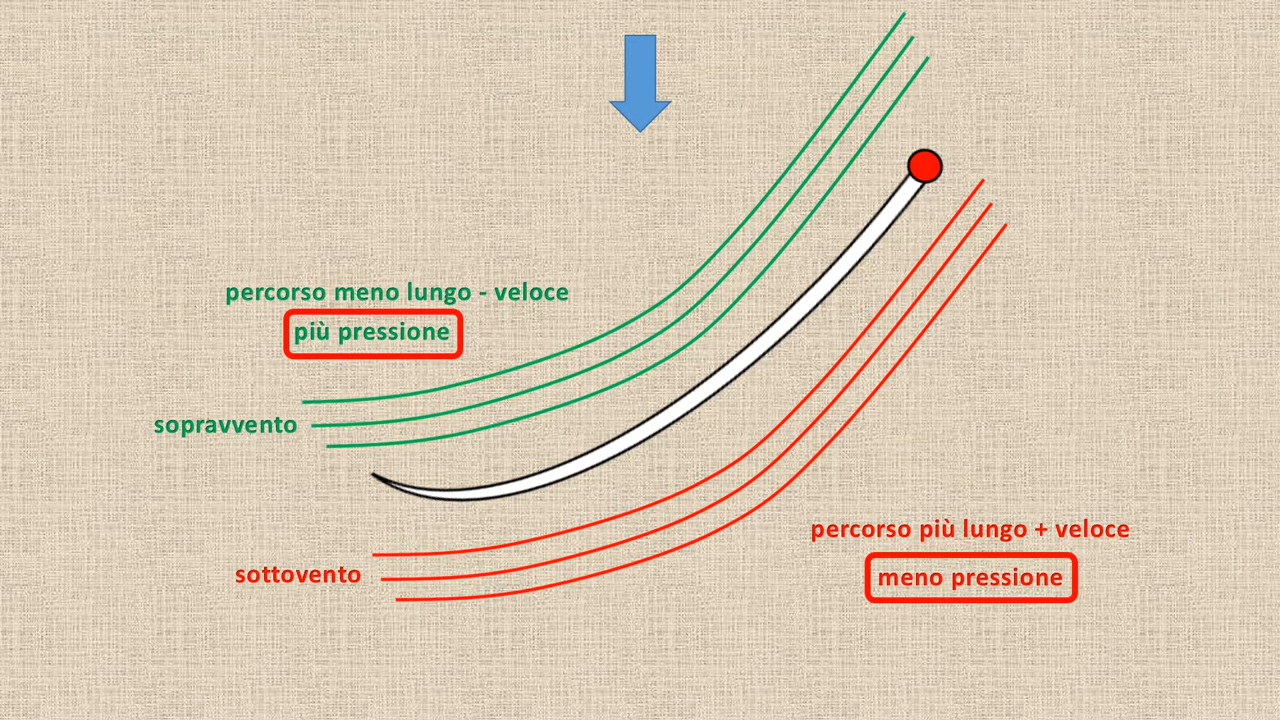 percorso meno lungo - veloce
più pressione
sopravvento
percorso più lungo + veloce
sottovento
meno pressione